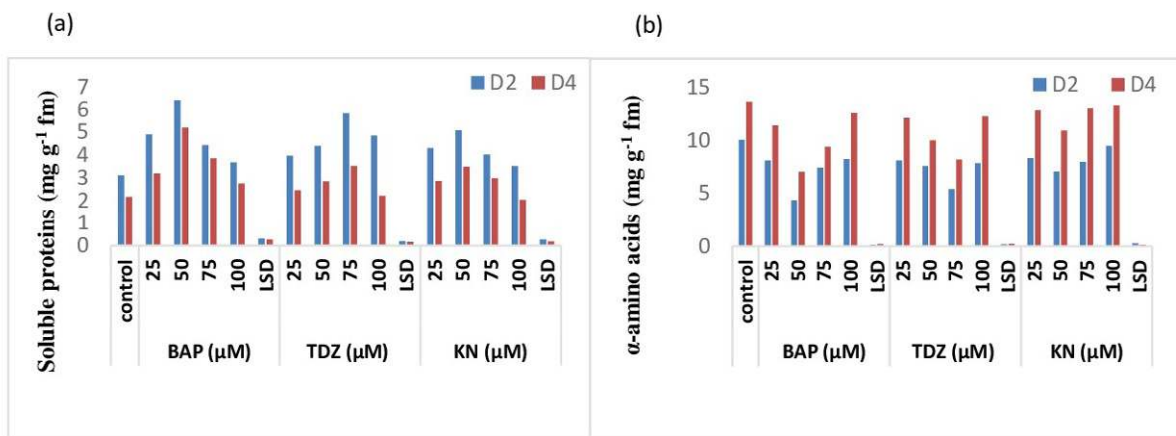 (a)
Soluble proteins (mg g⁻¹ fm)
D2 D4
7
6
5
4
3
2
1
0
control 25 50 75 100 LSD 25 50 75 100 LSD 25 50 75 100 LSD
BAP (µM) TDZ (µM) KN (µM)
(b)
α-amino acids (mg g⁻¹ fm)
D2 D4
15
10
5
0
control 25 50 75 100 LSD 25 50 75 100 LSD 25 50 75 100 LSD
BAP (µM) TDZ (µM) KN (µM)